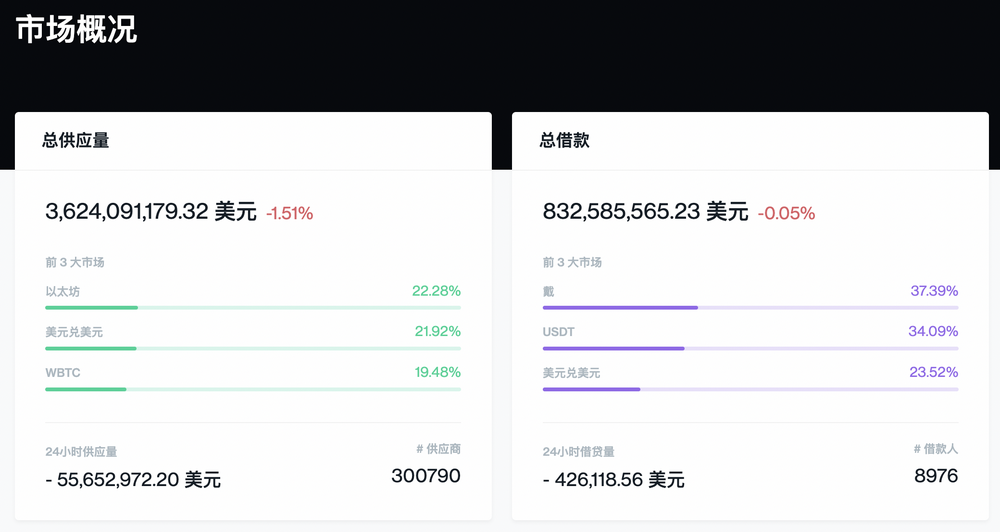 市场概况
总供应量
3,624,091,179.32 美元 -1.51%
前 3 大市场
以太坊 22.28%
美元兑美元 21.92%
WBTC 19.48%
24小时供应量 # 供应商
- 55,652,972.20 美元 300790
总借款
832,585,565.23 美元 -0.05%
前 3 大市场
戴 37.39%
USDT 34.09%
美元兑美元 23.52%
24小时借贷量 # 借款人
- 426,118.56 美元 8976